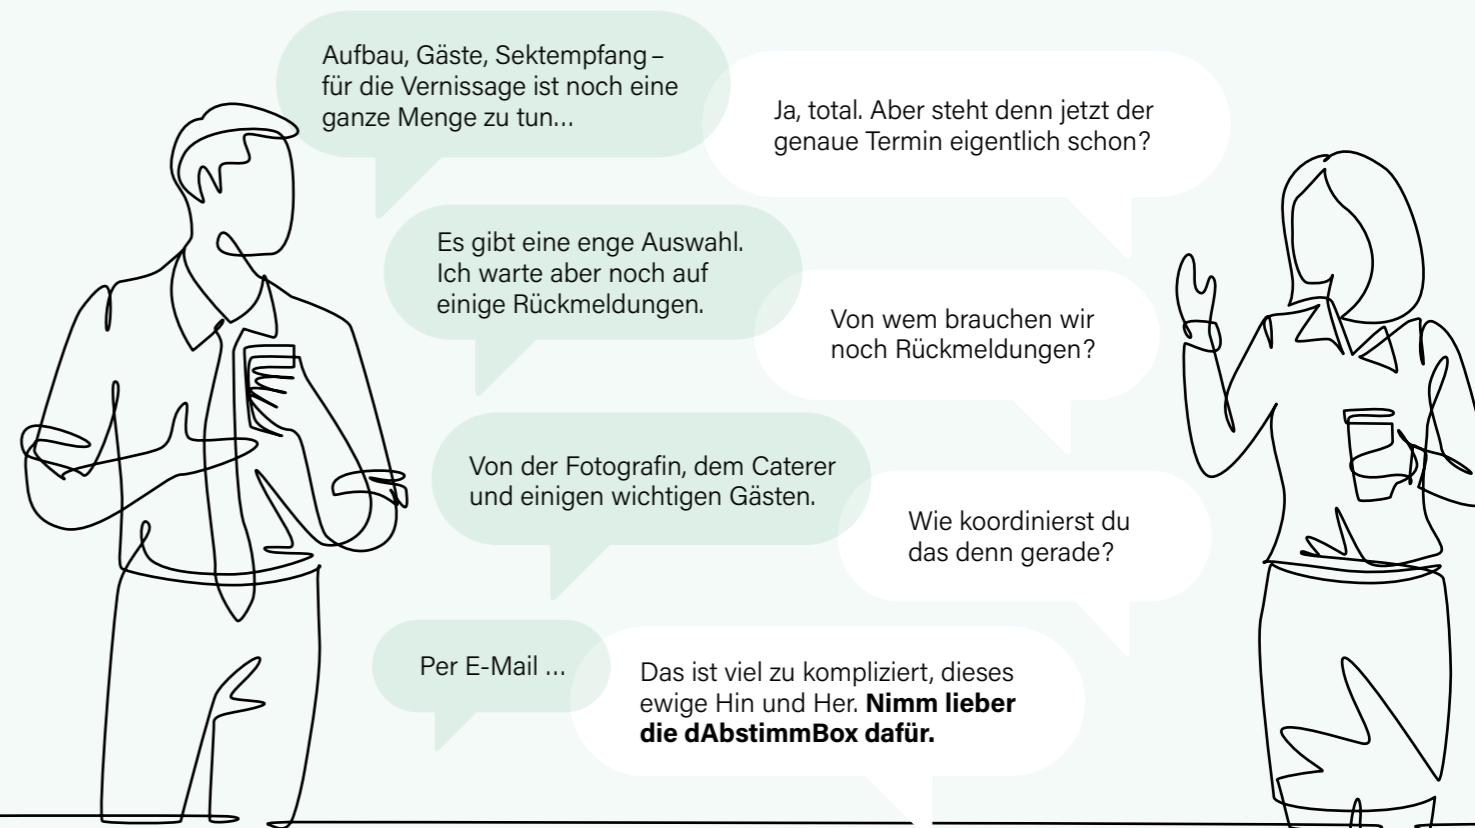 Aufbau, Gäste, Sektempfang –
für die Vernissage ist noch eine
ganze Menge zu tun…
Ja, total. Aber steht denn jetzt der
genaue Termin eigentlich schon?
Es gibt eine enge Auswahl.
Ich warte aber noch auf
einige Rückmeldungen.
Von wem brauchen wir
noch Rückmeldungen?
Von der Fotografin, dem Caterer
und einigen wichtigen Gästen.
Wie koordinierst du
das denn gerade?
Per E-Mail …
Das ist viel zu kompliziert, dieses
ewige Hin und Her. Nimm lieber
die dAbstimmBox dafür.